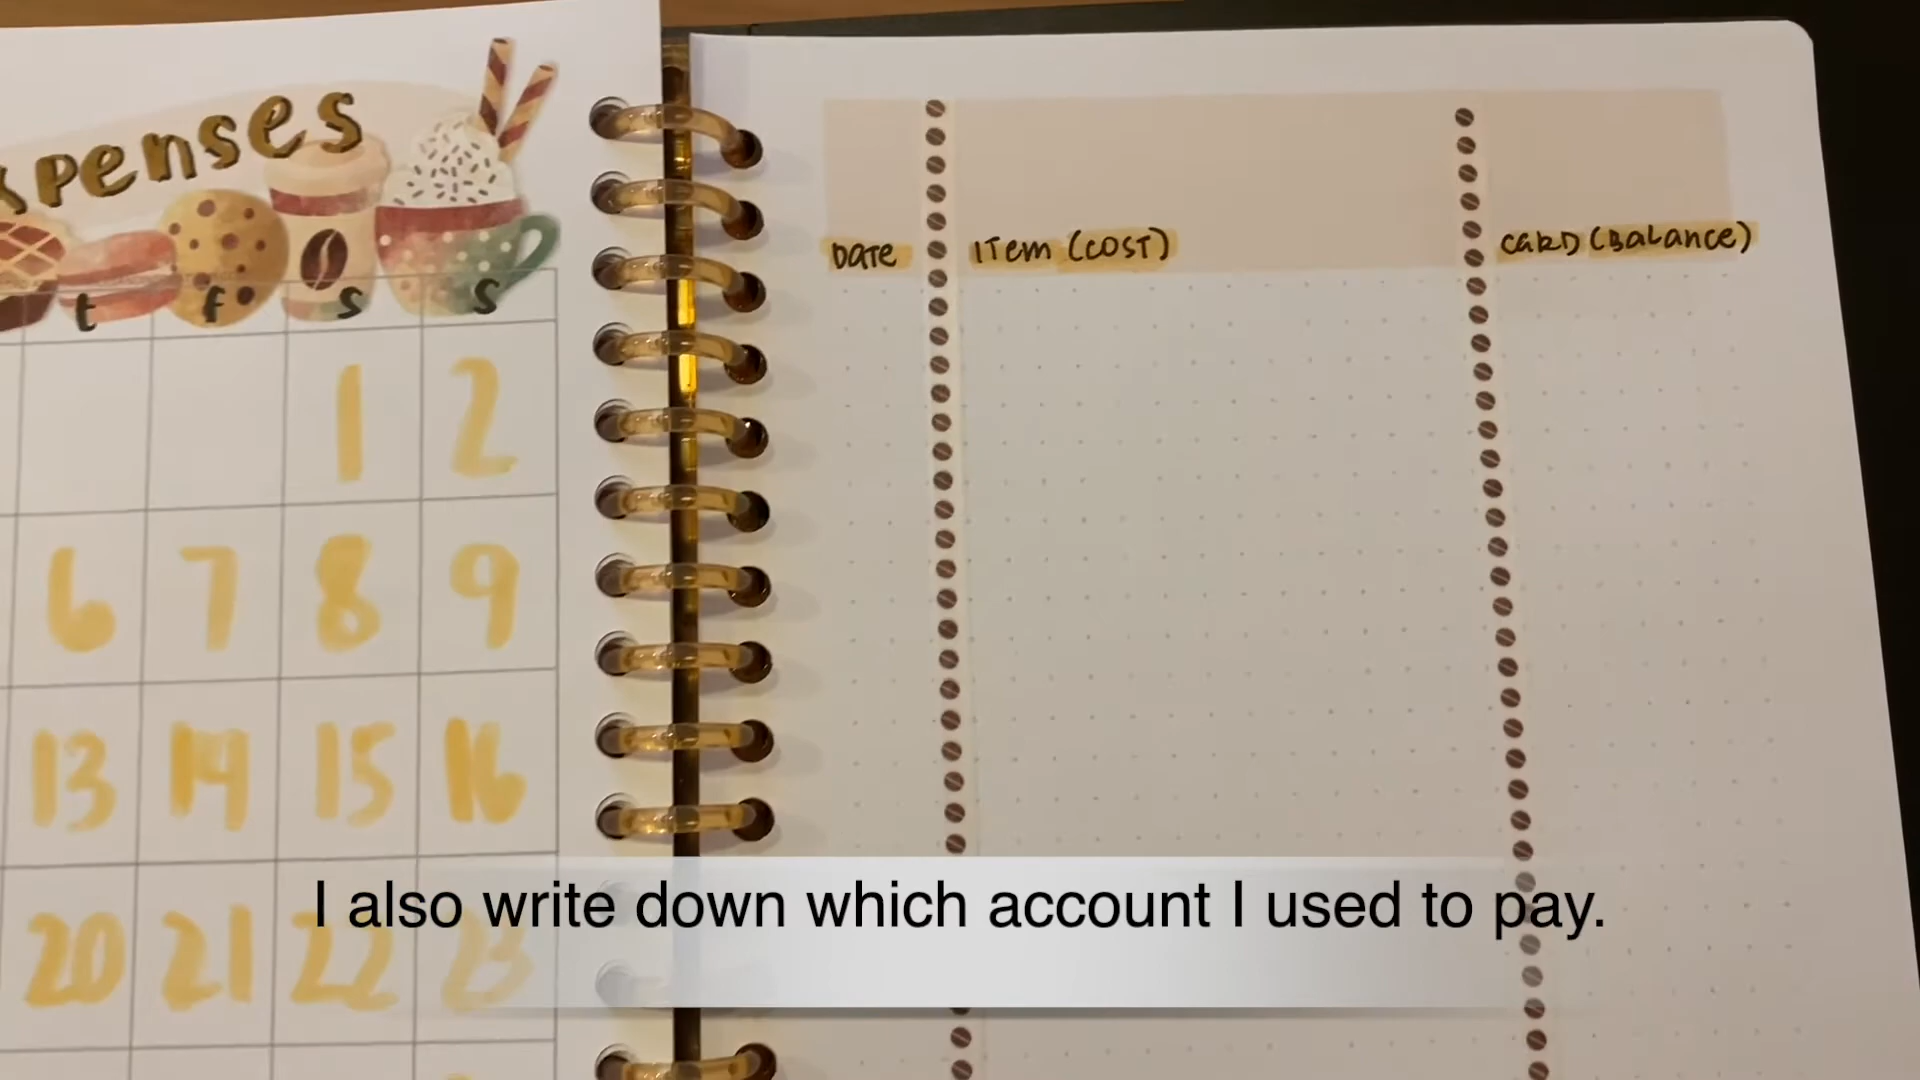 xpenses
t f s s
1 2
6 7 8 9
13 14 15 16
20 21 22 23
DATE ITEM (COST) CARD (BALANCE)
I also write down which account I used to pay.